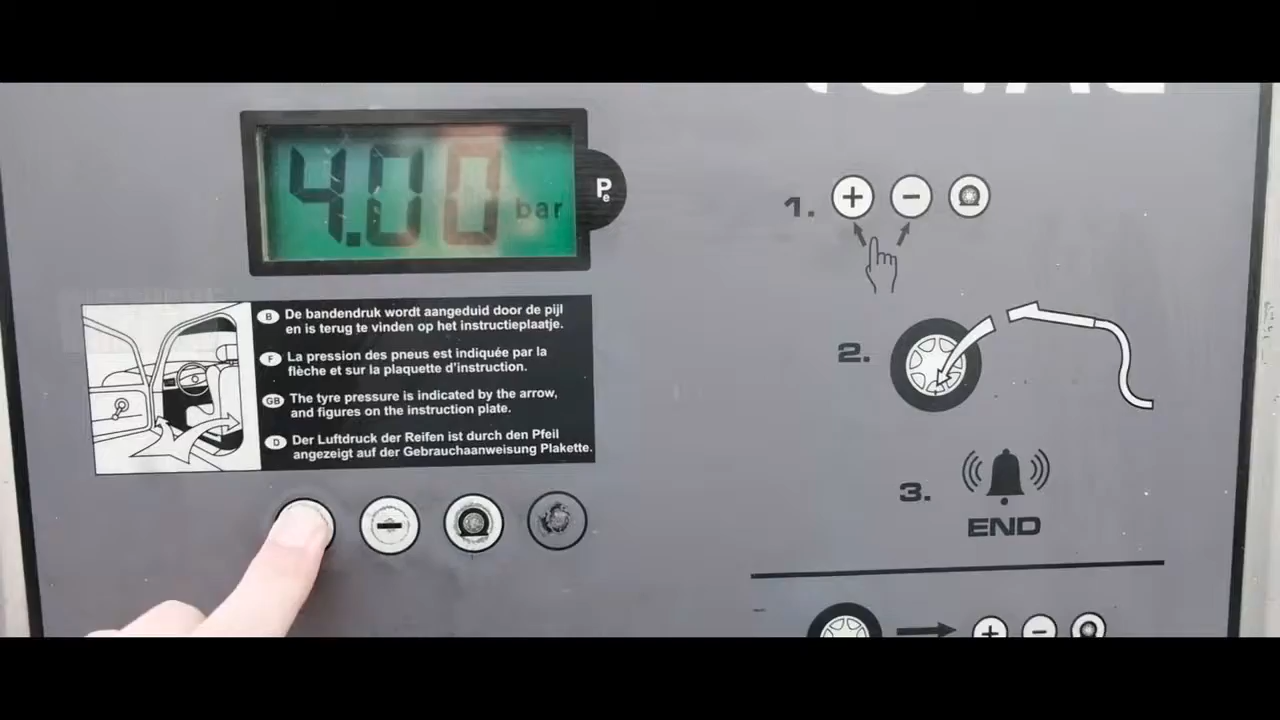 TOTAL
4.00 bar
Pe
B De bandendruk wordt aangeduid door de pijl
en is terug te vinden op het instructieplaatje.
F La pression des pneus est indiquée par la
flèche et sur la plaquette d'instruction.
GB The tyre pressure is indicated by the arrow,
and figures on the instruction plate.
D Der Luftdruck der Reifen ist durch den Pfeil
angezeigt auf der Gebrauchaanweisung Plakette.
1. + -
2.
3.
END